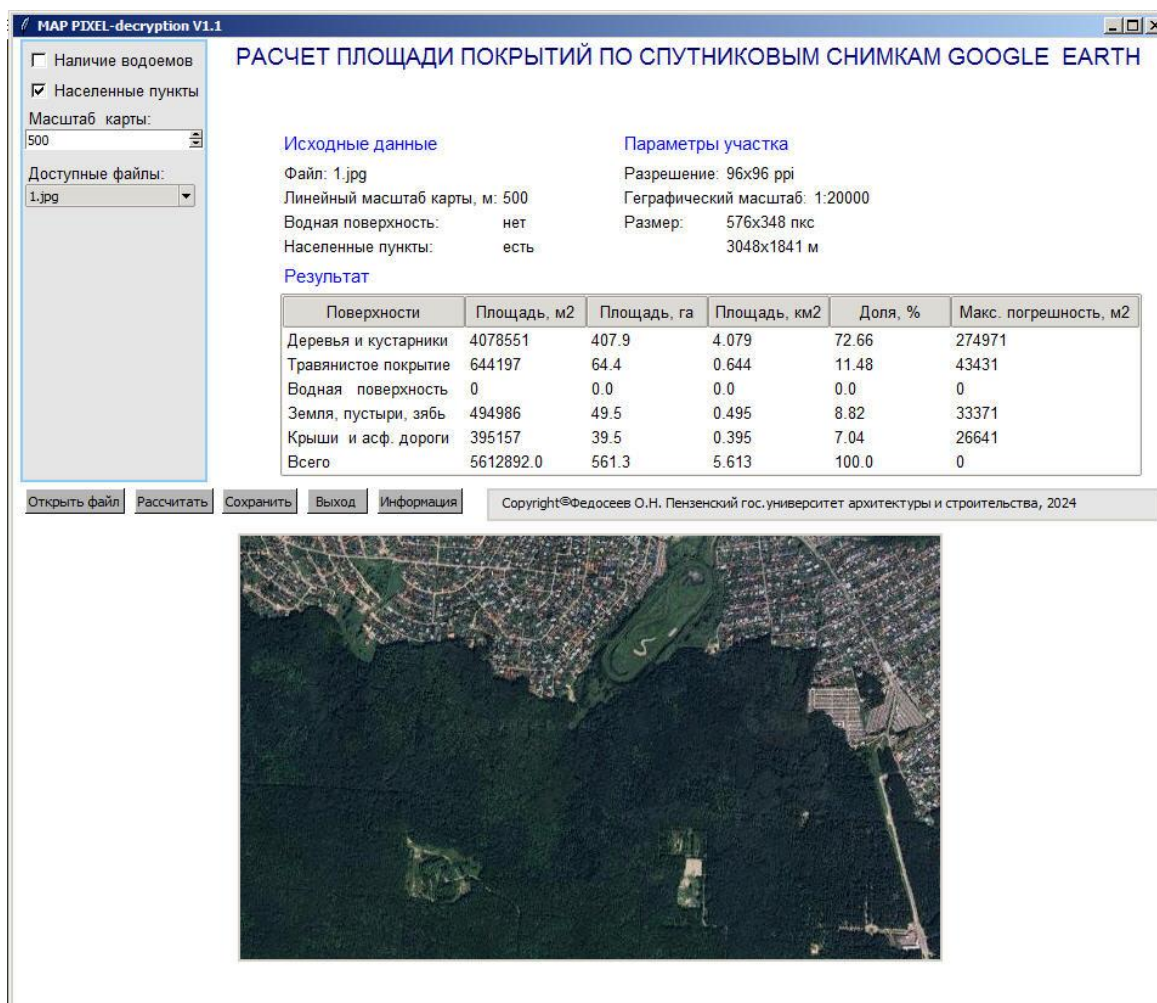 MAP PIXEL-decryption V1.1
РАСЧЕТ ПЛОЩАДИ ПОКРЫТИЙ ПО СПУТНИКОВЫМ СНИМКАМ GOOGLE EARTH
Наличие водоемов
Населенные пункты
Масштаб карты:
500
Доступные файлы:
1.jpg
Исходные данные
Файл: 1.jpg
Линейный масштаб карты, м: 500
Водная поверхность: нет
Населенные пункты: есть
Параметры участка
Разрешение: 96x96 ppi
Геграфический масштаб: 1:20000
Размер: 576x348 пкс
3048x1841 м
Результат
Поверхности Площадь, м2 Площадь, га Площадь, км2 Доля, % Макс. погрешность, м2
Деревья и кустарники 4078551 407.9 4.079 72.66 274971
Травянистое покрытие 644197 64.4 0.644 11.48 43431
Водная поверхность 0 0.0 0.0 0.0 0
Земля, пустыри, зябь 494986 49.5 0.495 8.82 33371
Крыши и асф. дороги 395157 39.5 0.395 7.04 26641
Всего 5612892.0 561.3 5.613 100.0 0
Открыть файл Рассчитать Сохранить Выход Информация
Copyright©Федосеев О.Н. Пензенский гос.университет архитектуры и строительства, 2024